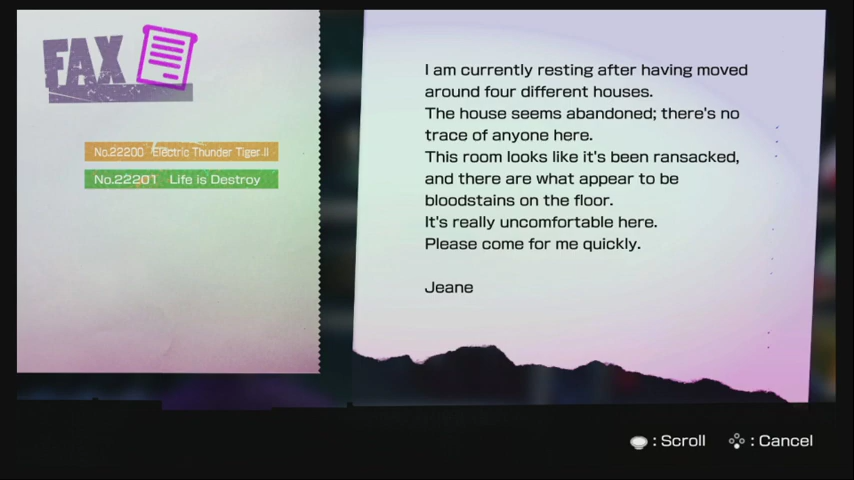 FAX
No.22200 Electric Thunder Tiger II
No.22201 Life is Destroy
I am currently resting after having moved
around four different houses.
The house seems abandoned; there's no
trace of anyone here.
This room looks like it's been ransacked,
and there are what appear to be
bloodstains on the floor.
It's really uncomfortable here.
Please come for me quickly.
Jeane
: Scroll
: Cancel